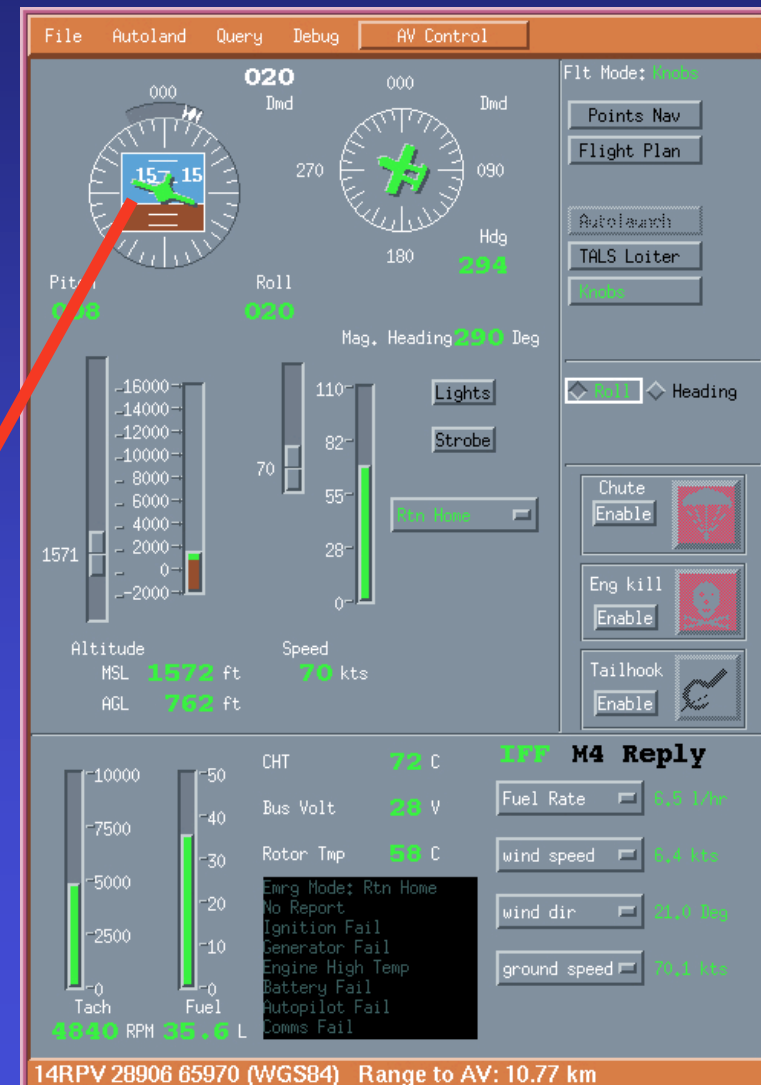 File Autoland Query Debug AV Control
020
000
Dmd
15 15
000
Dmd
270
090
180
Hdg
294
Pitch
008
Roll
020
Mag. Heading 290 Deg
Flt Mode: Knobs
Points Nav
Flight Plan
Autolaunch
TALS Loiter
Knobs
Roll Heading
16000
14000
12000
10000
8000
6000
4000
2000
0
-2000
1571
Altitude
MSL 1572 ft
AGL 762 ft
110
82
55
28
0
70
Speed
70 kts
Lights
Strobe
Rtn Home
Chute
Enable
Eng kill
Enable
Tailhook
Enable
10000
7500
5000
2500
0
Tach
4840 RPM
50
40
30
20
10
0
Fuel
35.6 L
CHT 72 C
Bus Volt 28 V
Rotor Tmp 58 C
Emrg Mode: Rtn Home
No Report
Ignition Fail
Generator Fail
Engine High Temp
Battery Fail
Autopilot Fail
Comms Fail
IFF M4 Reply
Fuel Rate 6.5 l/hr
wind speed 6.4 kts
wind dir 21.0 Deg
ground speed 70.1 kts
14RPV 28906 65970 (WGS84) Range to AV: 10.77 km